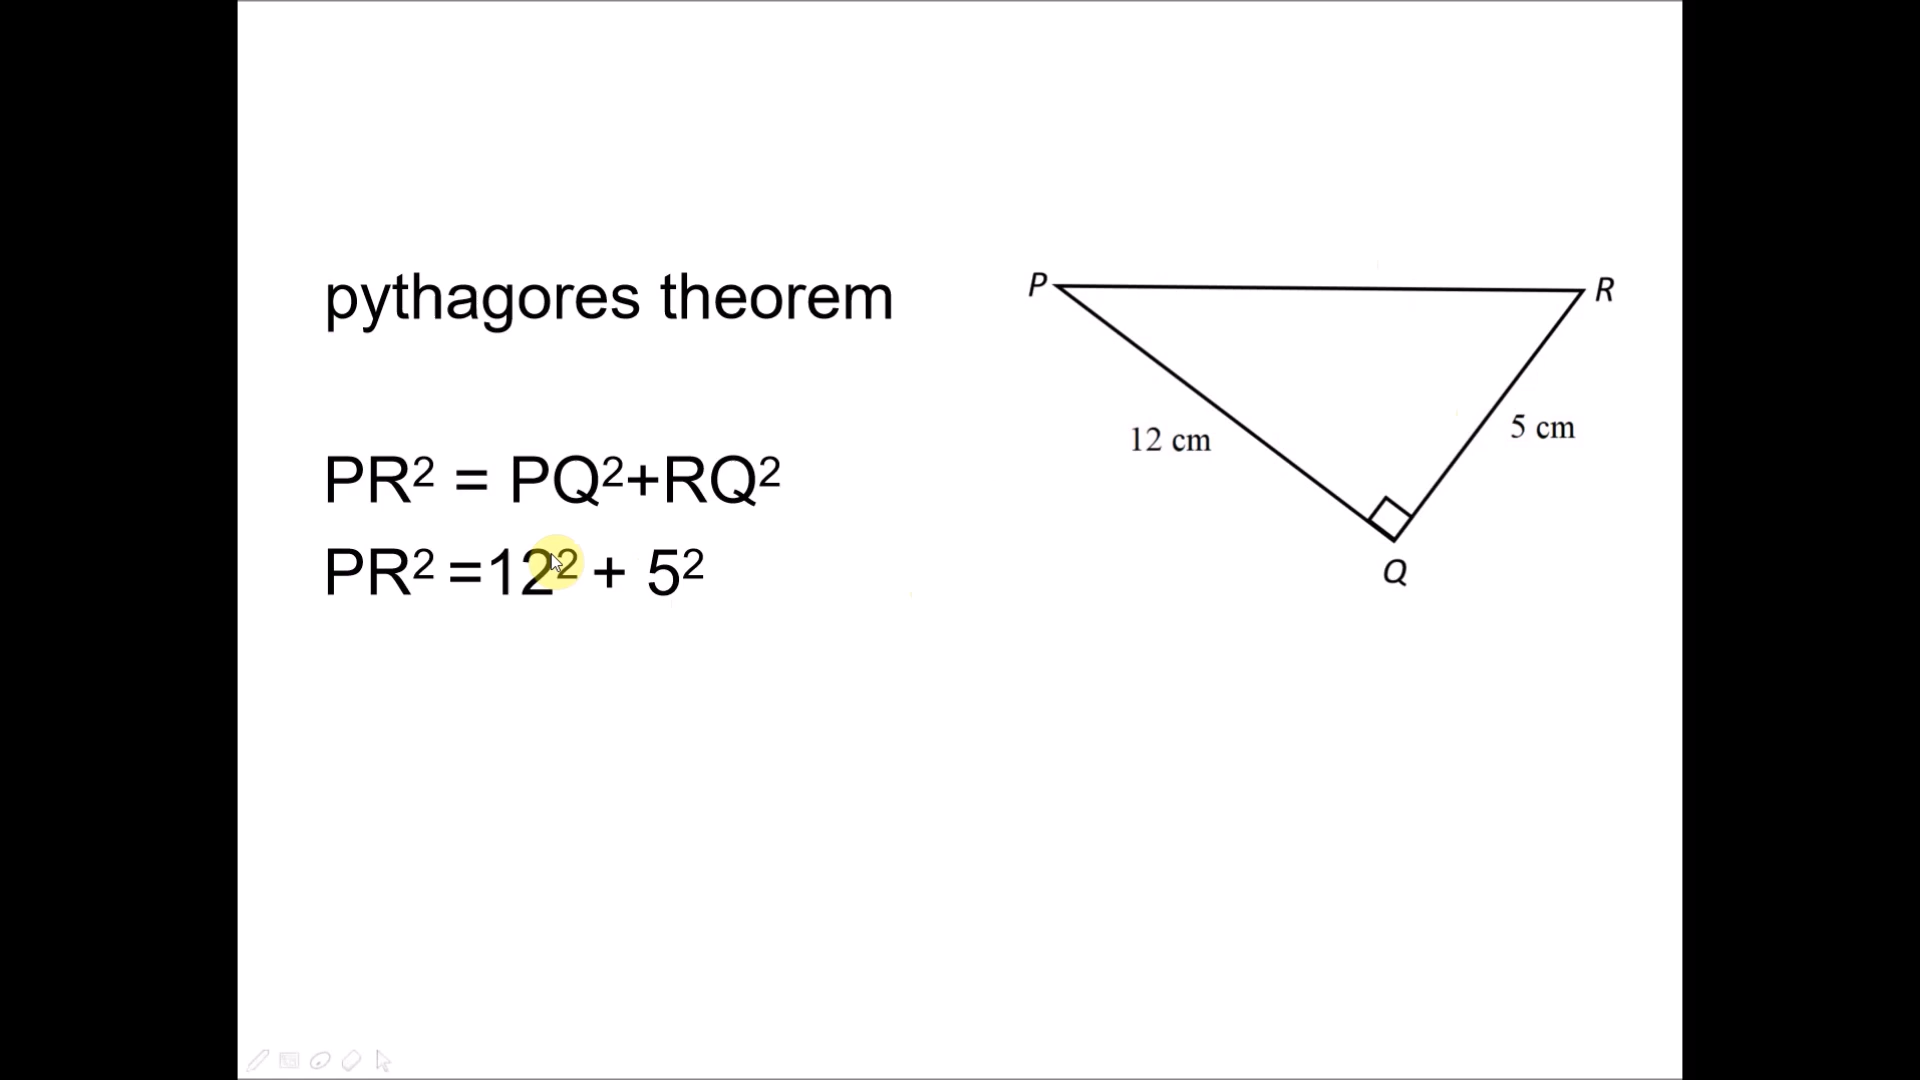 pythagores theorem
PR² = PQ²+RQ²
PR² =12² + 5²
P
R
12 cm
5 cm
Q